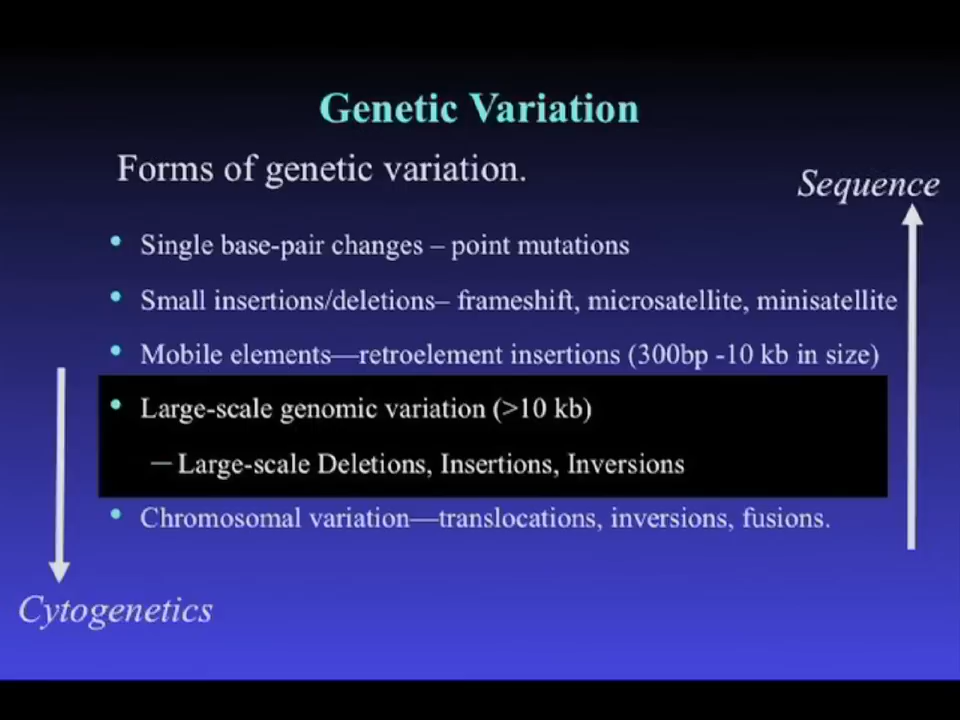 Genetic Variation
Forms of genetic variation.
Sequence
• Single base-pair changes – point mutations
• Small insertions/deletions– frameshift, microsatellite, minisatellite
• Mobile elements—retroelement insertions (300bp -10 kb in size)
• Large-scale genomic variation (>10 kb)
— Large-scale Deletions, Insertions, Inversions
• Chromosomal variation—translocations, inversions, fusions.
Cytogenetics